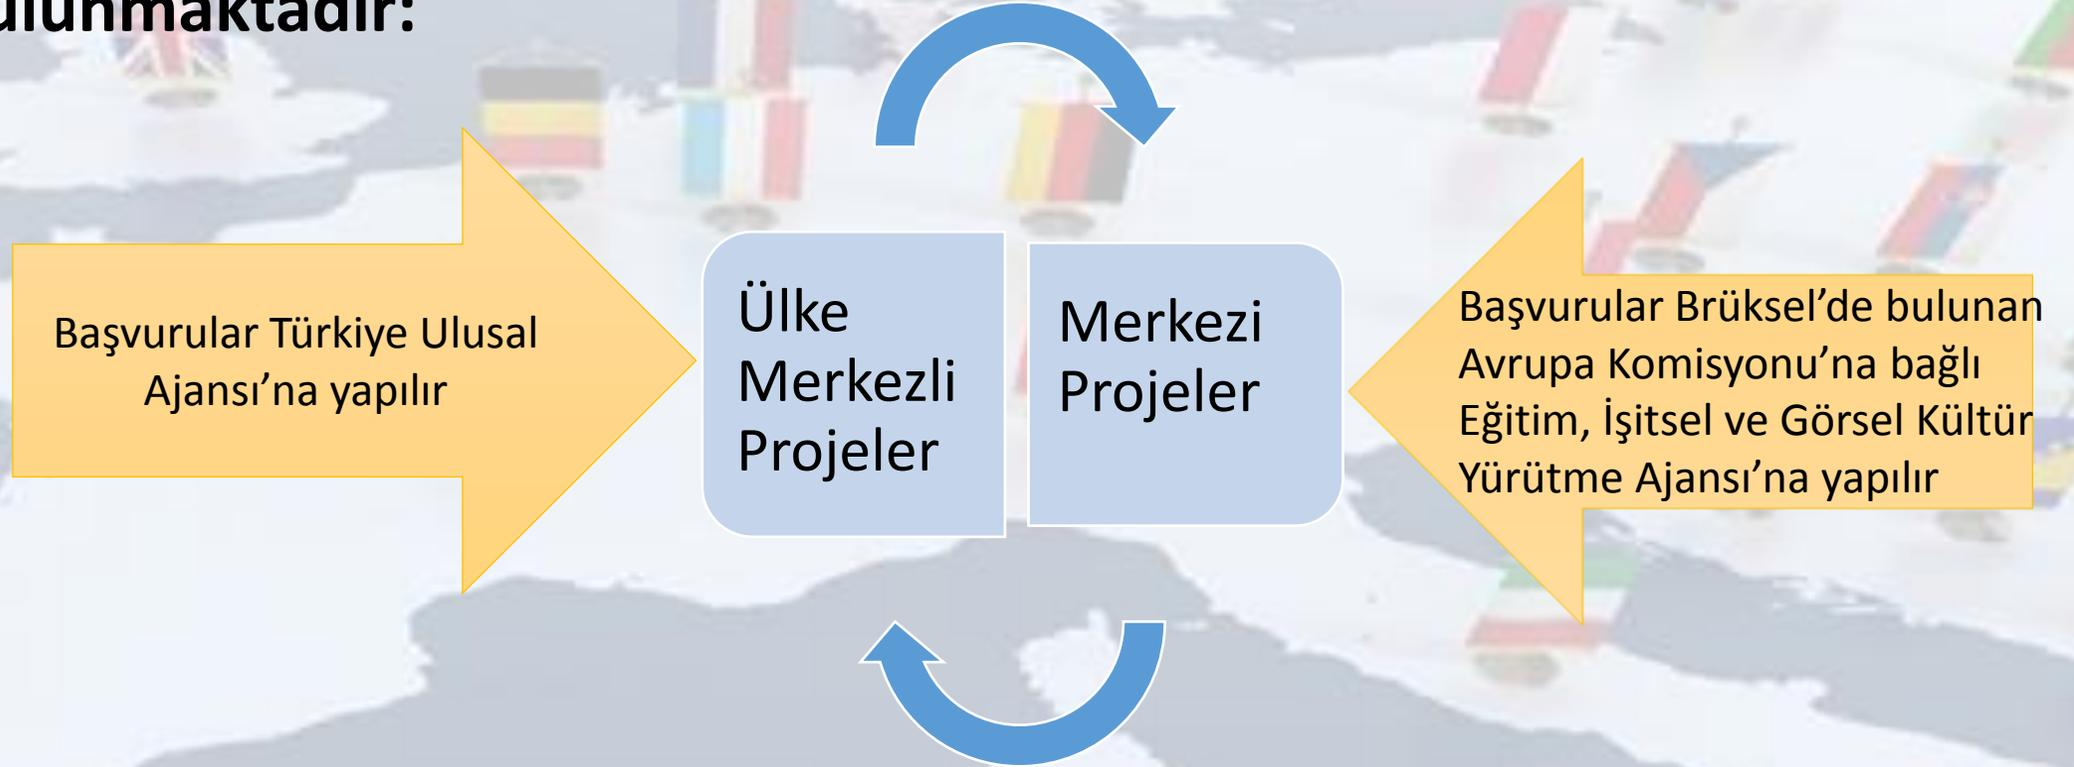 ulunmaktadır:
Başvurular Türkiye Ulusal
Ajansı’na yapılır
Ülke
Merkezli
Projeler
Merkezi
Projeler
Başvurular Brüksel’de bulunan
Avrupa Komisyonu’na bağlı
Eğitim, İşitsel ve Görsel Kültür
Yürütme Ajansı’na yapılır